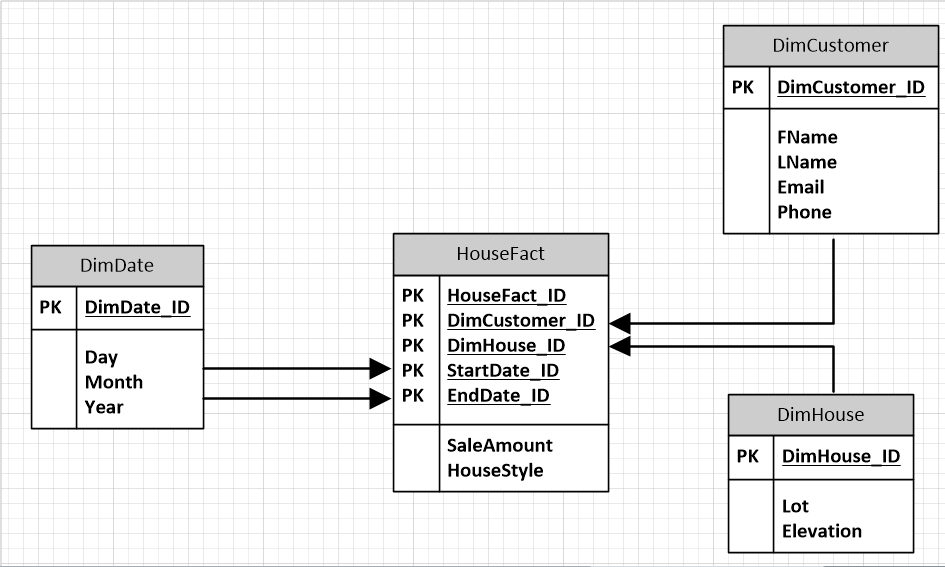 DimCustomer
PK DimCustomer_ID
FName
LName
Email
Phone
DimDate
PK DimDate_ID
Day
Month
Year
HouseFact
PK HouseFact_ID
PK DimCustomer_ID
PK DimHouse_ID
PK StartDate_ID
PK EndDate_ID
SaleAmount
HouseStyle
DimHouse
PK DimHouse_ID
Lot
Elevation